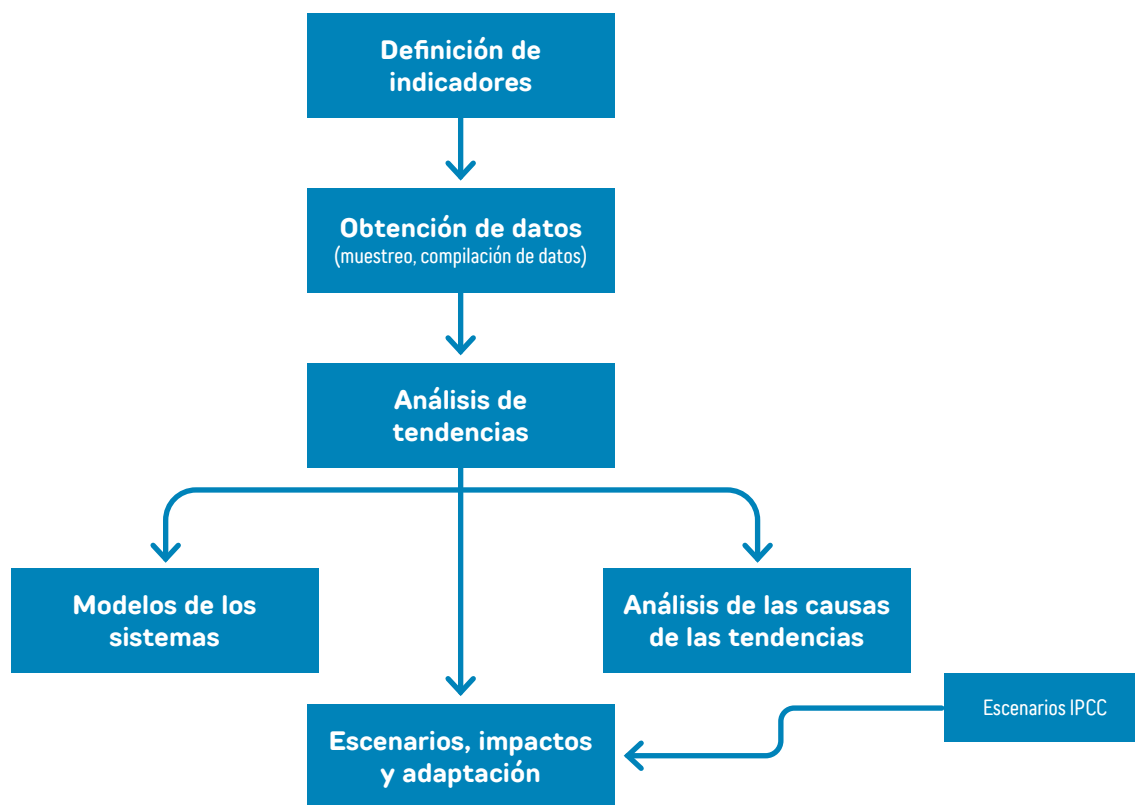 Definición de
indicadores
Obtención de datos
(muestreo, compilación de datos)
Análisis de
tendencias
Modelos de los
sistemas
Análisis de las causas
de las tendencias
Escenarios IPCC
Escenarios, impactos
y adaptación